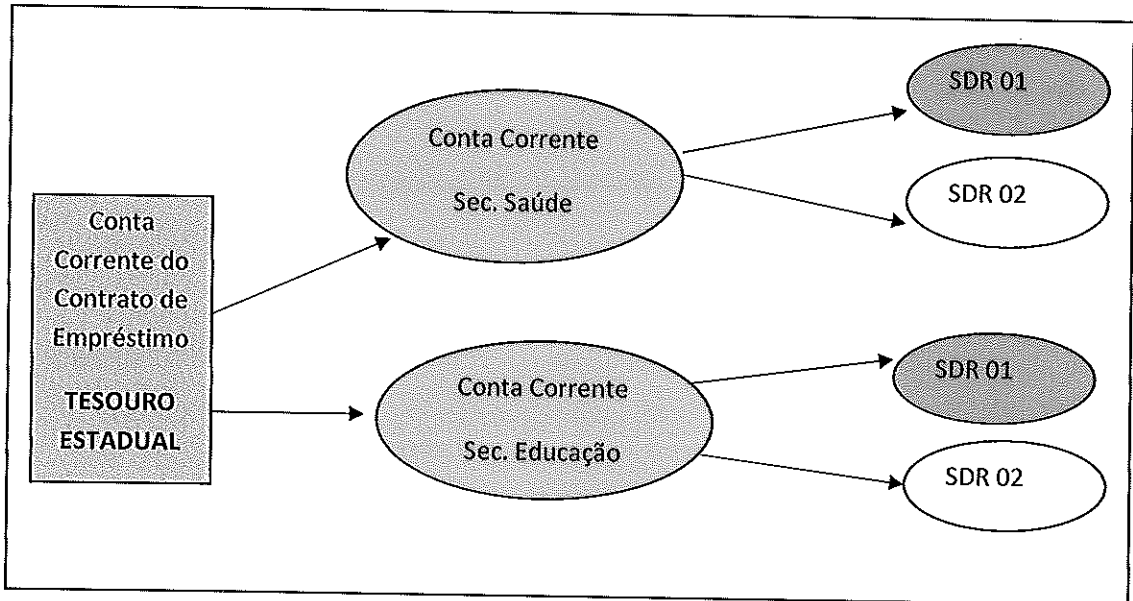 Conta
Corrente do
Contrato de
Empréstimo
TESOURO
ESTADUAL
Conta Corrente
Sec. Saúde
SDR 01
SDR 02
Conta Corrente
Sec. Educação
SDR 01
SDR 02